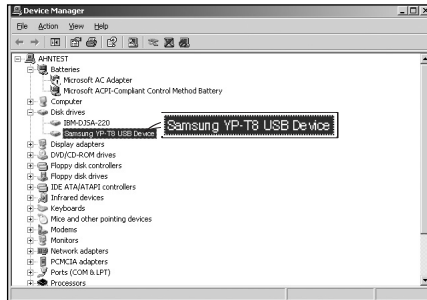 Device Manager
File Action View Help
AHNTEST
Batteries
Microsoft AC Adapter
Microsoft ACPI-Compliant Control Method Battery
Computer
Disk drives
IBM-DJSA-220
Samsung YP-T8 USB Device
Samsung YP-T8 USB Device
Display adapters
DVD/CD-ROM drives
Floppy disk controllers
Floppy disk drives
IDE ATA/ATAPI controllers
Infrared devices
Keyboards
Mice and other pointing devices
Modems
Monitors
Network adapters
PCMCIA adapters
Ports (COM & LPT)
Processors